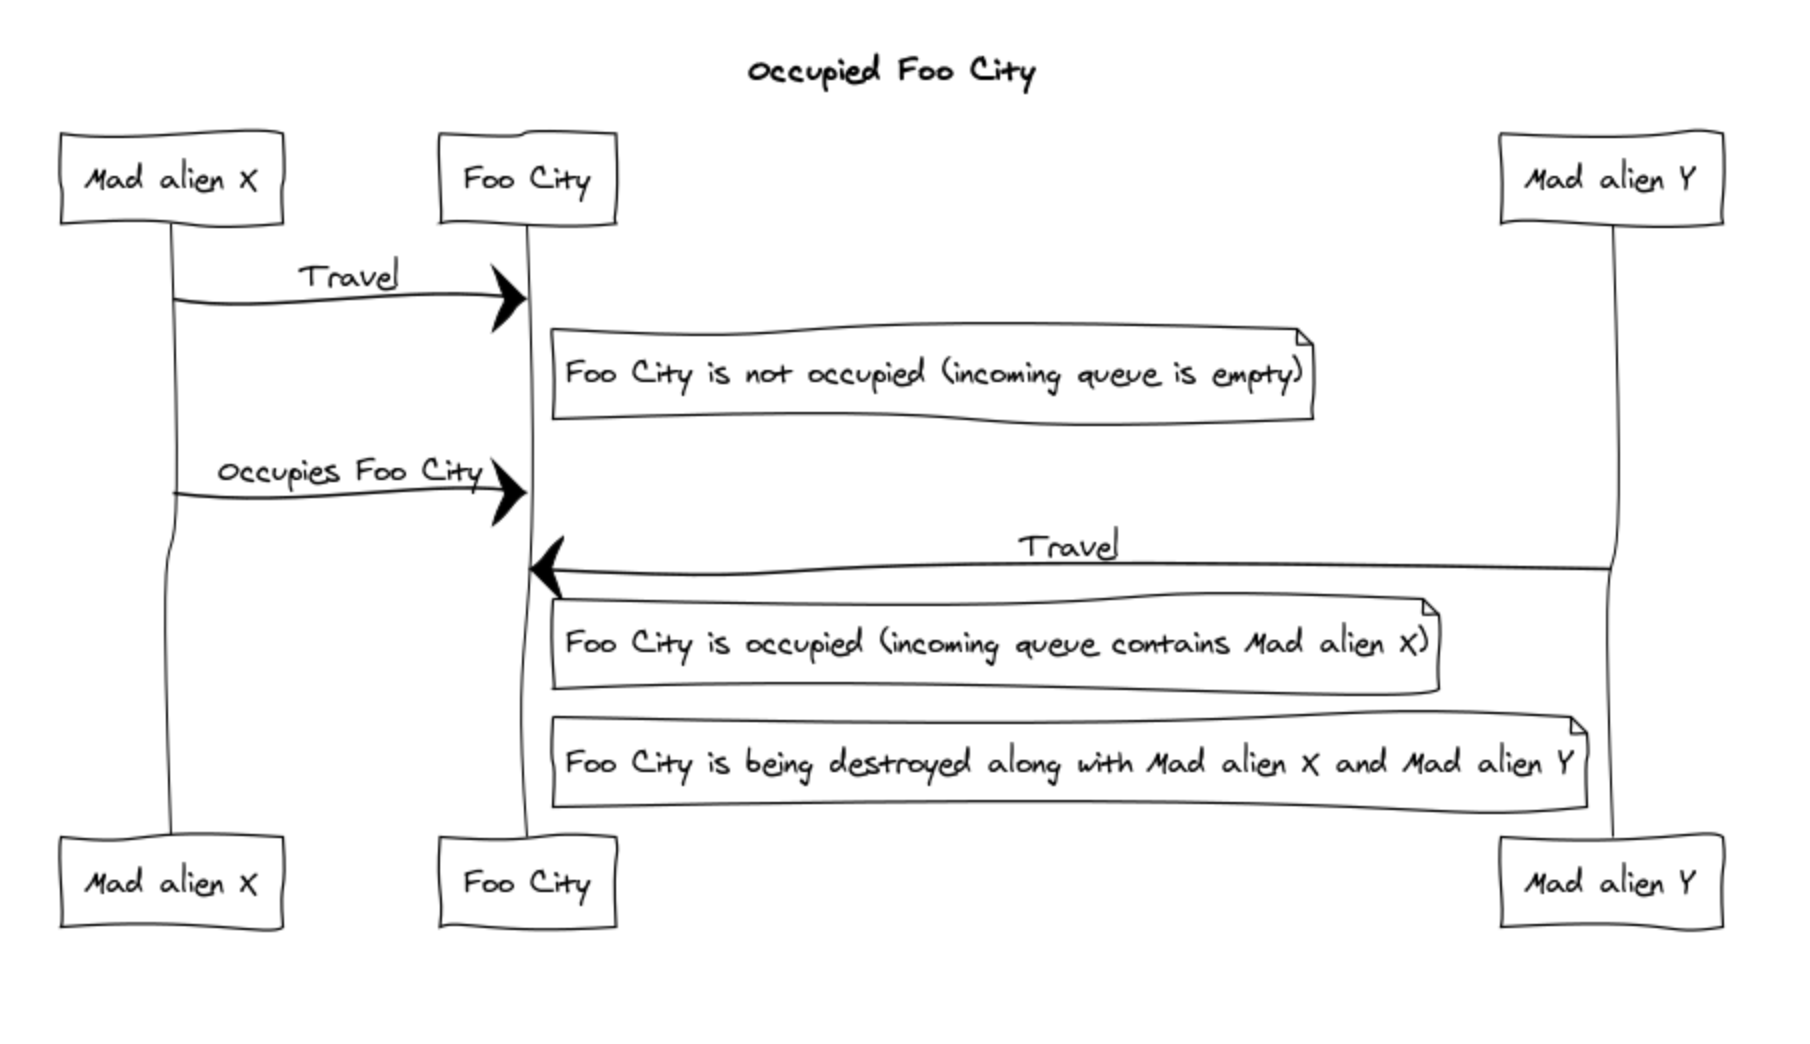 Occupied Foo City
Mad alien X
Foo City
Mad alien Y
Travel
Foo City is not occupied (incoming queue is empty)
Occupies Foo City
Travel
Foo City is occupied (incoming queue contains Mad alien X)
Foo City is being destroyed along with Mad alien X and Mad alien Y
Mad alien X
Foo City
Mad alien Y